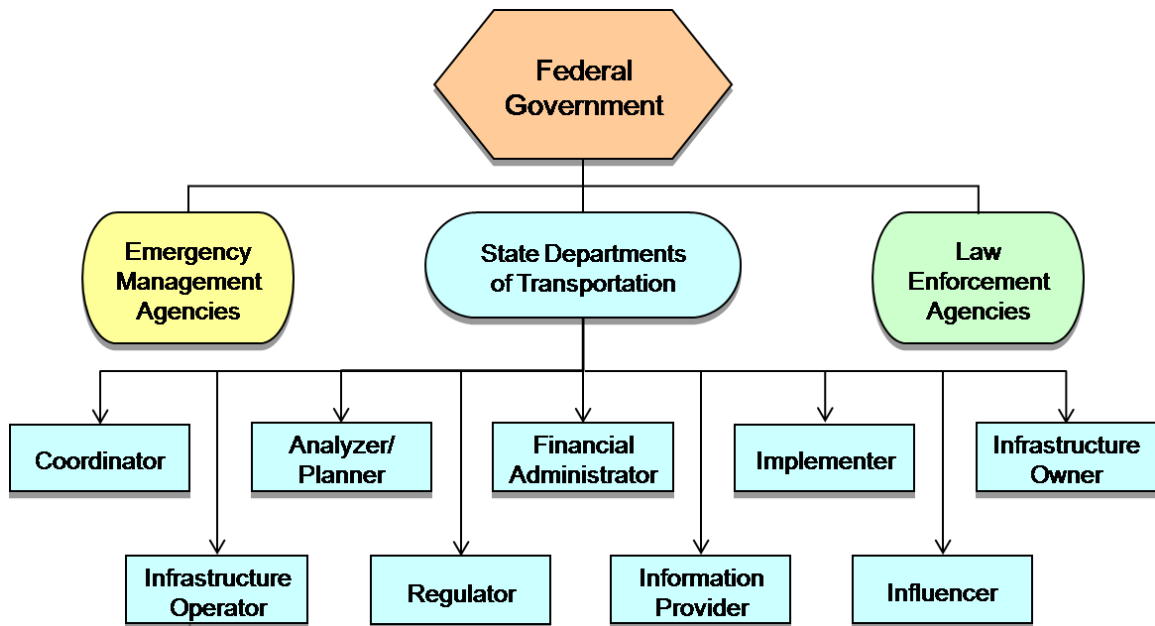 Federal
Government
Emergency
Management
Agencies
State Departments
of Transportation
Law
Enforcement
Agencies
Coordinator
Analyzer/
Planner
Financial
Administrator
Implementer
Infrastructure
Owner
Infrastructure
Operator
Regulator
Information
Provider
Influencer